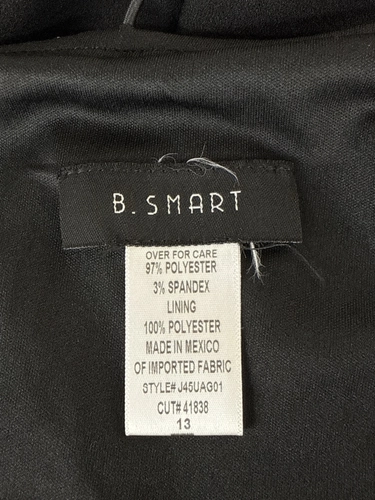 B. SMART
OVER FOR CARE
97% POLYESTER
3% SPANDEX
LINING
100% POLYESTER
MADE IN MEXICO
OF IMPORTED FABRIC
STYLE# J45UAG01
CUT# 41838
13